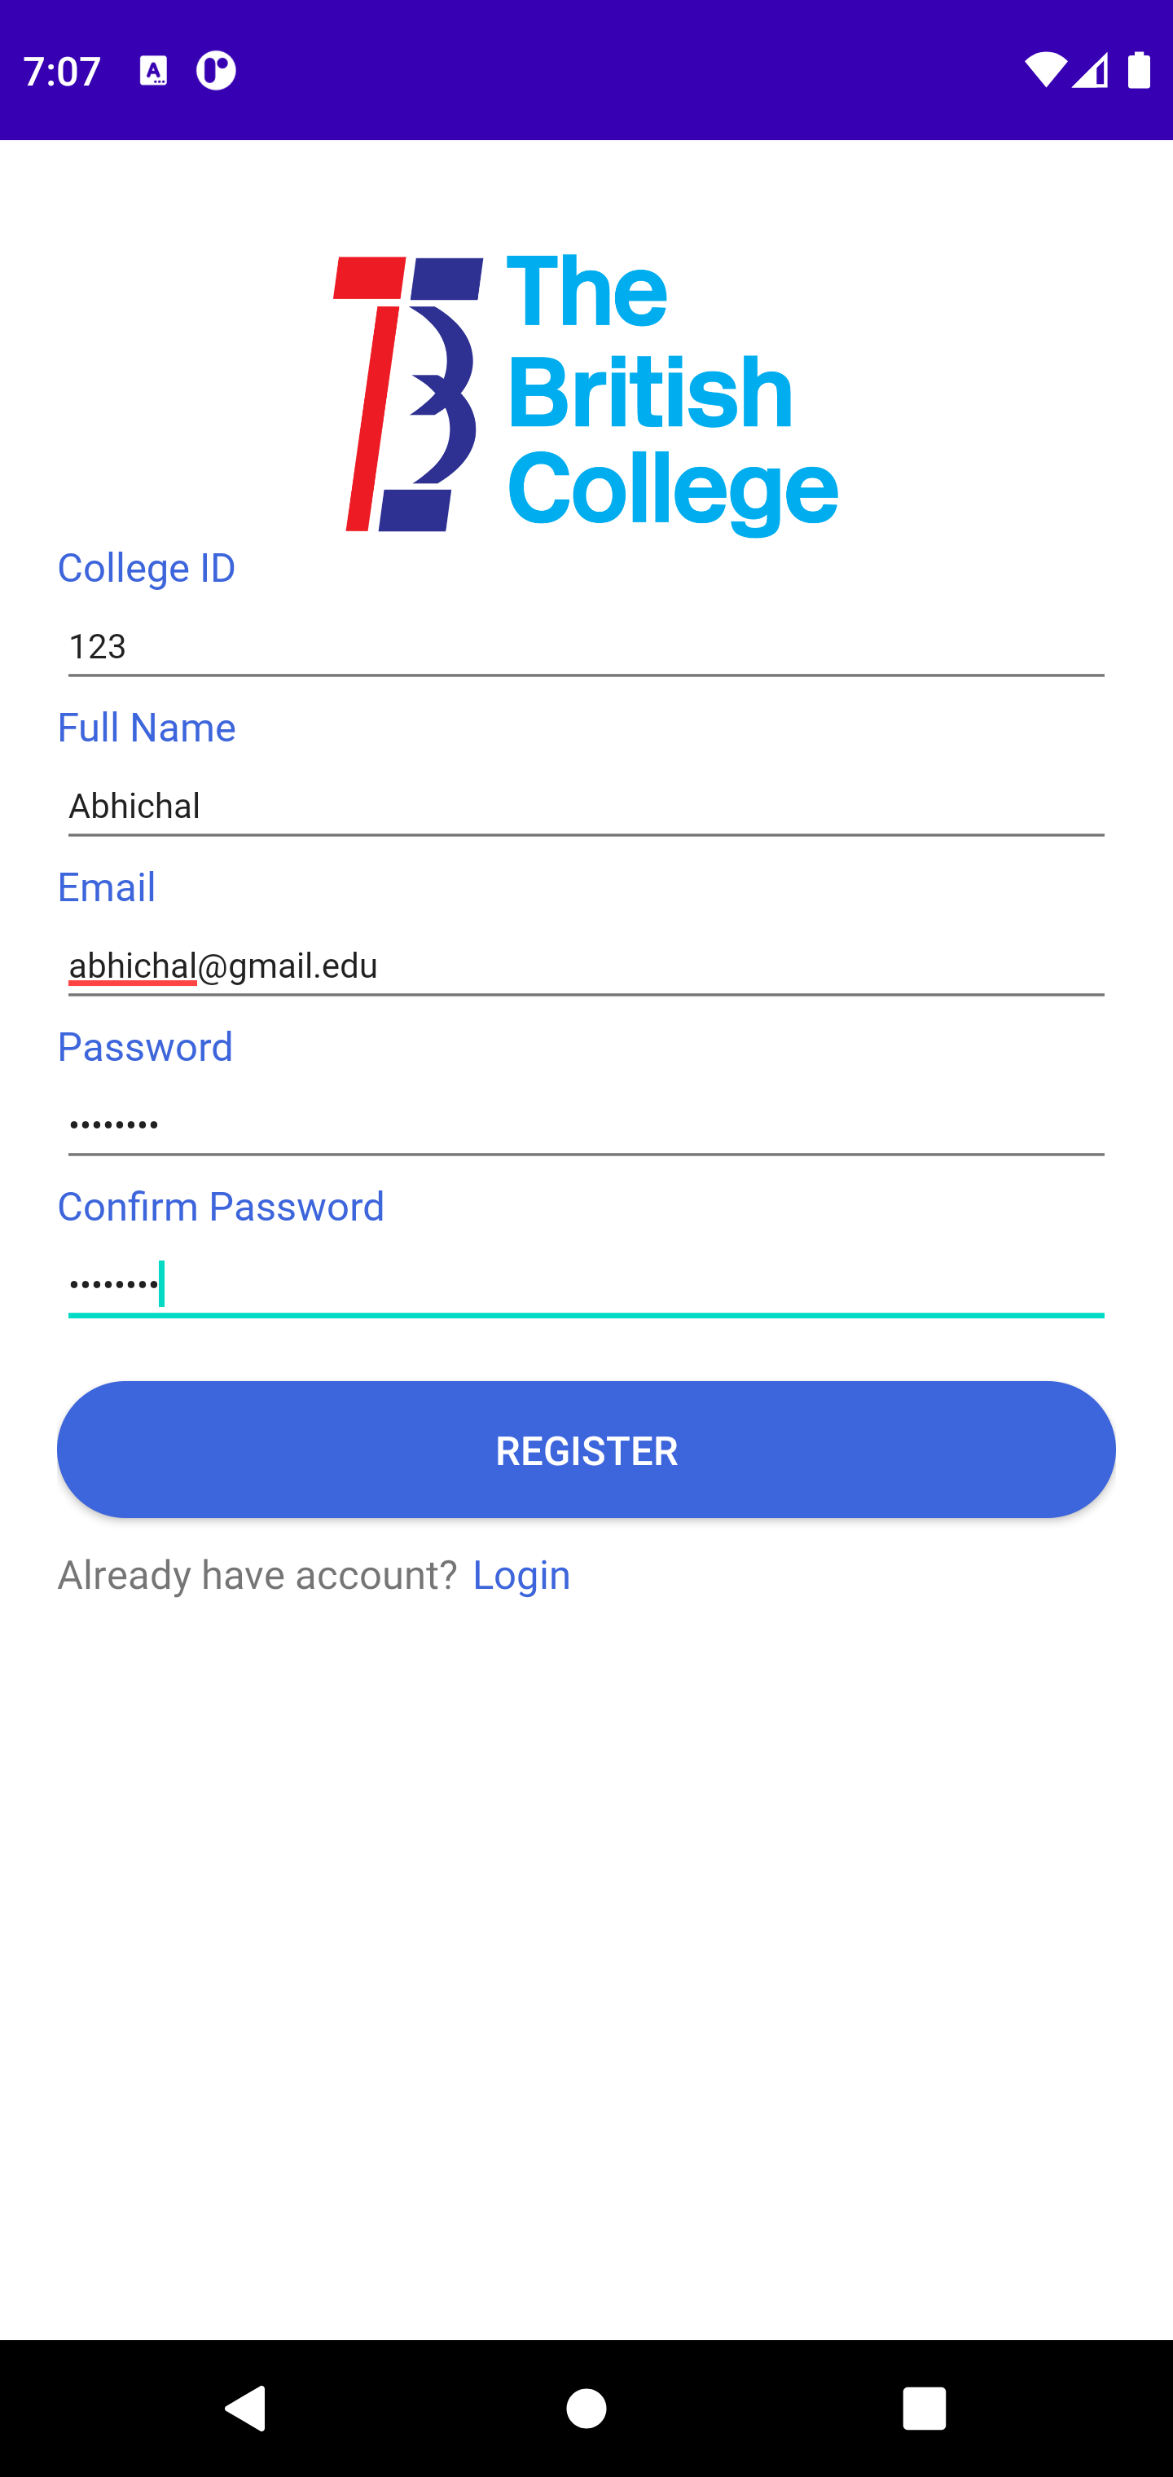 7:07
The
British
College
College ID
123
Full Name
Abhichal
Email
abhichal@gmail.edu
Password
••••••••
Confirm Password
••••••••
REGISTER
Already have account? Login